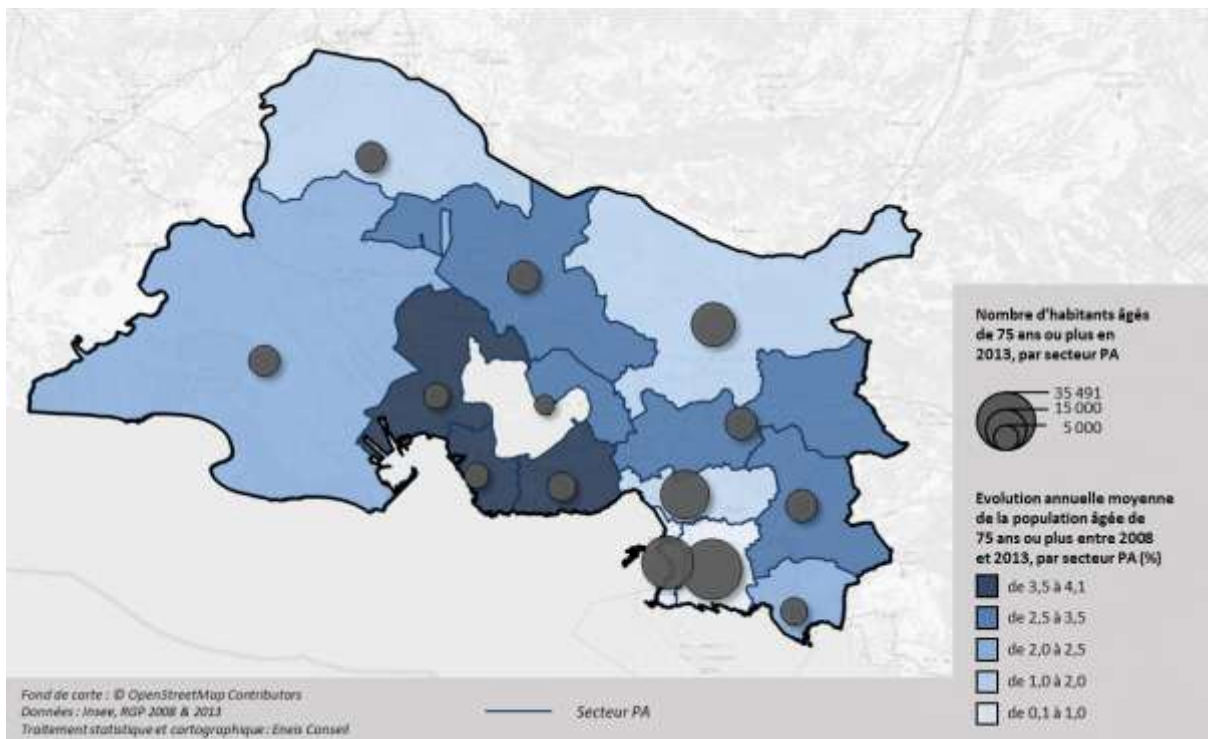 Nombre d'habitants âgés
de 75 ans ou plus en
2013, par secteur PA
35 491
15 000
5 000
Evolution annuelle moyenne
de la population âgée de
75 ans ou plus entre 2008
et 2013, par secteur PA (%)
de 3,5 à 4,1
de 2,5 à 3,5
de 2,0 à 2,5
de 1,0 à 2,0
de 0,1 à 1,0
Fond de carte : © OpenStreetMap Contributors
Données : Insee, RGP 2008 & 2013
Traitement statistique et cartographique : Eneis Conseil
Secteur PA